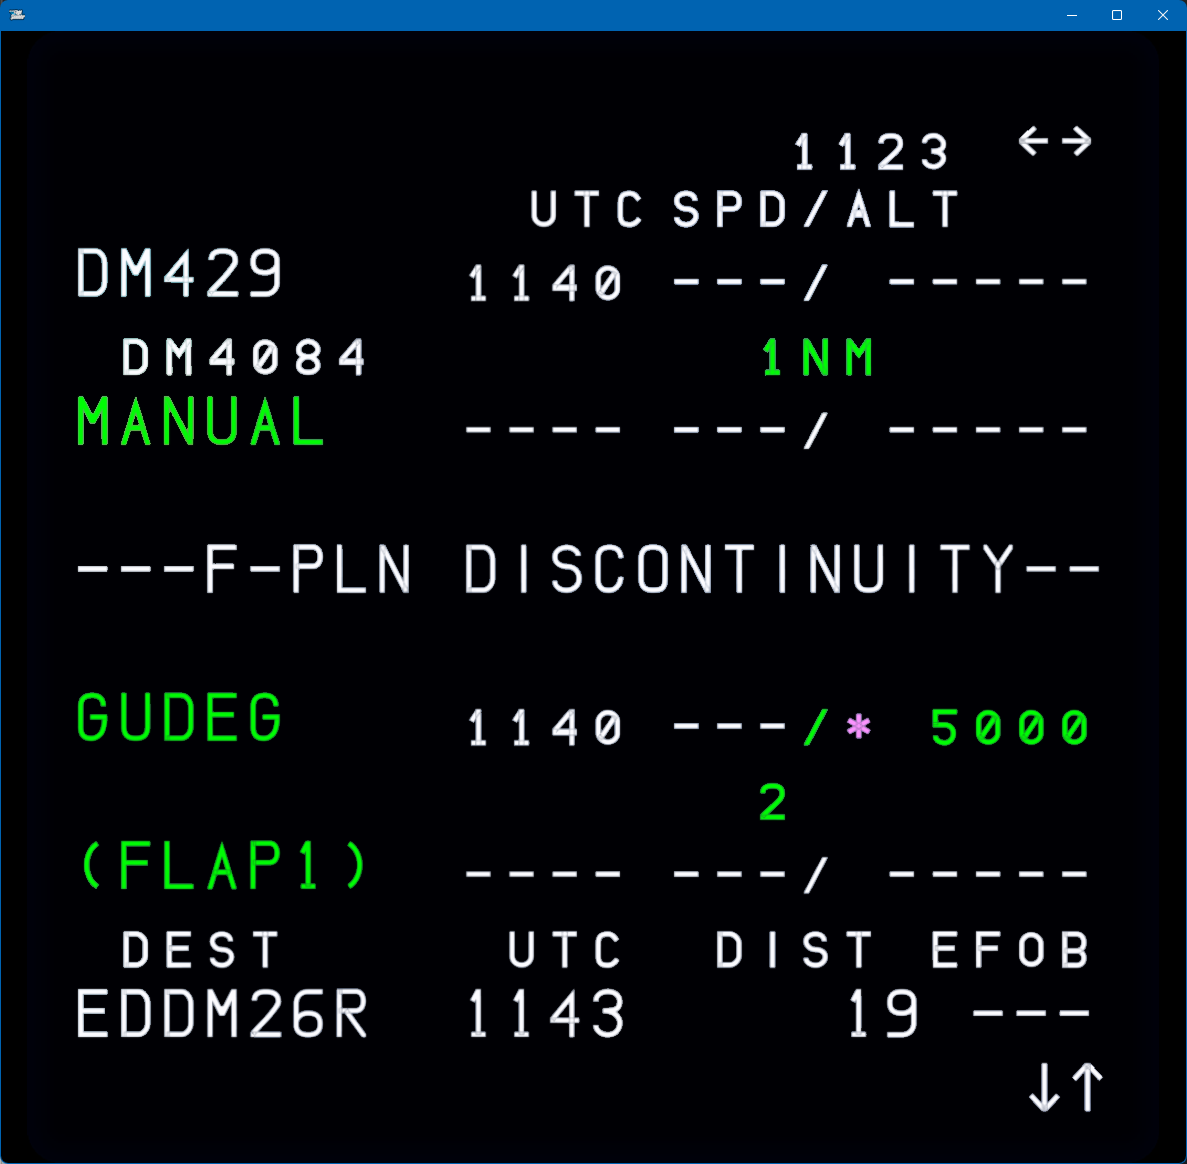 1123 ←→
UTC SPD/ALT
DM429 1140 ---/ -----
DM4084 1NM
MANUAL ---- ---/ -----
---F-PLN DISCONTINUITY--
GUDEG 1140 ---/* 5000
2
(FLAP1) ---- ---/ -----
DEST UTC DIST EFOB
EDDM26R 1143 19 ---
↓↑